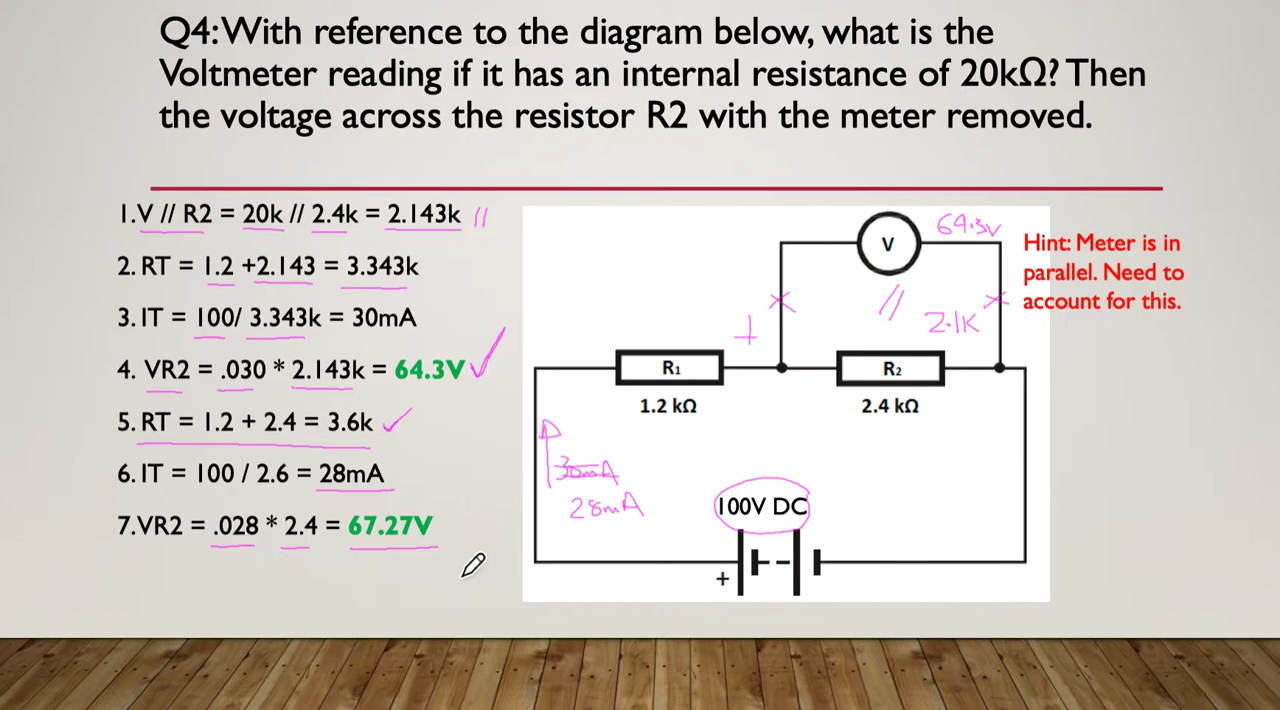 Q4: With reference to the diagram below, what is the
Voltmeter reading if it has an internal resistance of 20kΩ? Then
the voltage across the resistor R2 with the meter removed.
1. V // R2 = 20k // 2.4k = 2.143k //
2. RT = 1.2 +2.143 = 3.343k
3. IT = 100/ 3.343k = 30mA
4. VR2 = .030 * 2.143k = 64.3V
5. RT = 1.2 + 2.4 = 3.6k
6. IT = 100 / 2.6 = 28mA
7. VR2 = .028 * 2.4 = 67.27V
64.3V
V
Hint: Meter is in
parallel. Need to
account for this.
//
2.1K
+
R1
R2
1.2 kΩ
2.4 kΩ
30mA
28mA
100V DC
+